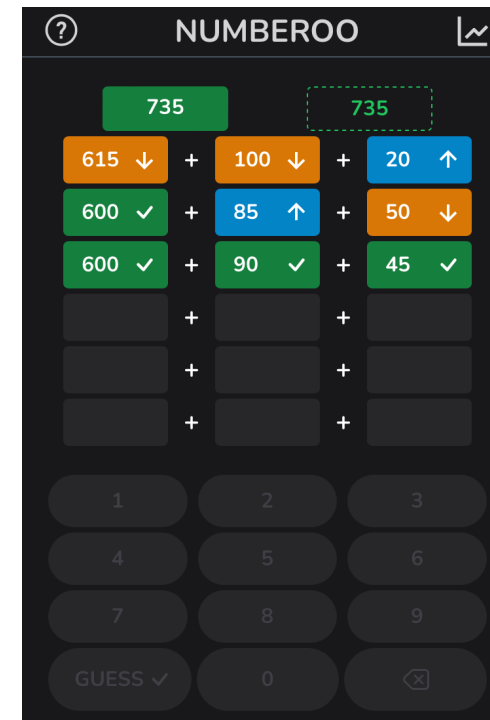 NUMBEROO
735 735
615 ↓ + 100 ↓ + 20 ↑
600 ✓ + 85 ↑ + 50 ↓
600 ✓ + 90 ✓ + 45 ✓
+ +
+ +
+ +
1 2 3
4 5 6
7 8 9
GUESS ✓ 0